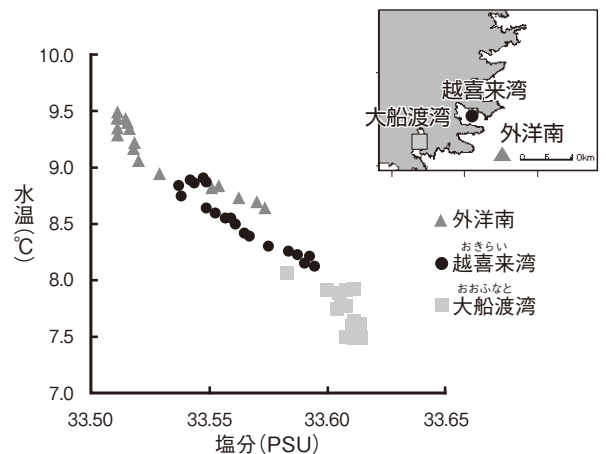 10.0
9.5
9.0
8.5
8.0
7.5
7.0
水温(℃)
33.50
33.55
33.60
33.65
塩分(PSU)
越喜来湾
大船渡湾
外洋南
0 5 10km
外洋南
おきらい
越喜来湾
おおふなと
大船渡湾